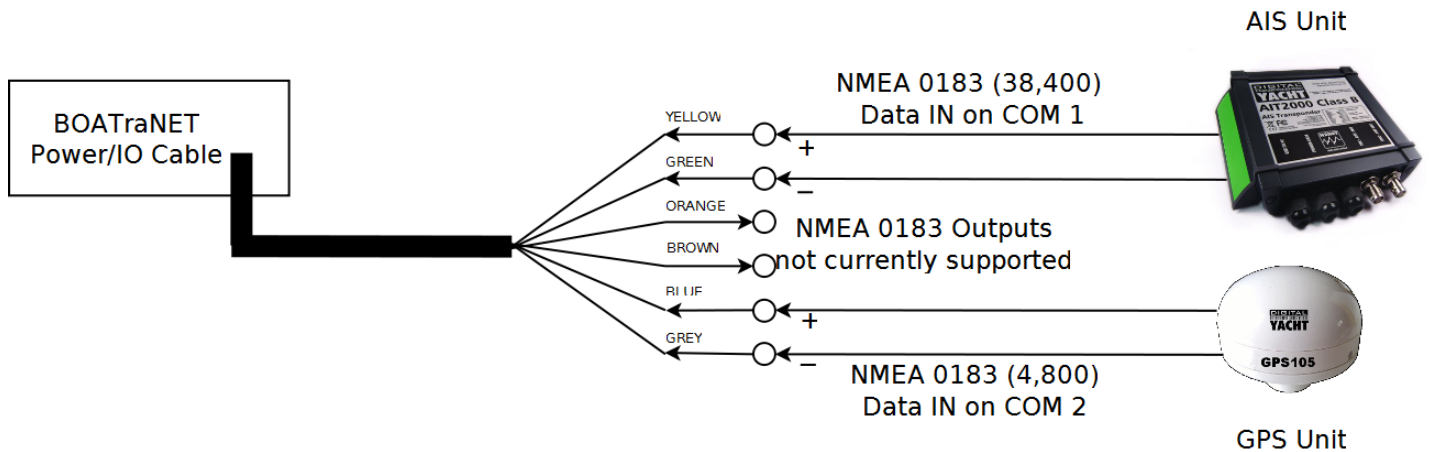 AIS Unit
BOATraNET
Power/IO Cable
NMEA 0183 (38,400)
Data IN on COM 1
DIGITAL
YACHT
AIT2000 Class B
AIS Transponder
YELLOW
+
GREEN
−
ORANGE
NMEA 0183 Outputs
not currently supported
BROWN
BLUE
+
GREY
−
NMEA 0183 (4,800)
Data IN on COM 2
DIGITAL
YACHT
GPS105
GPS Unit